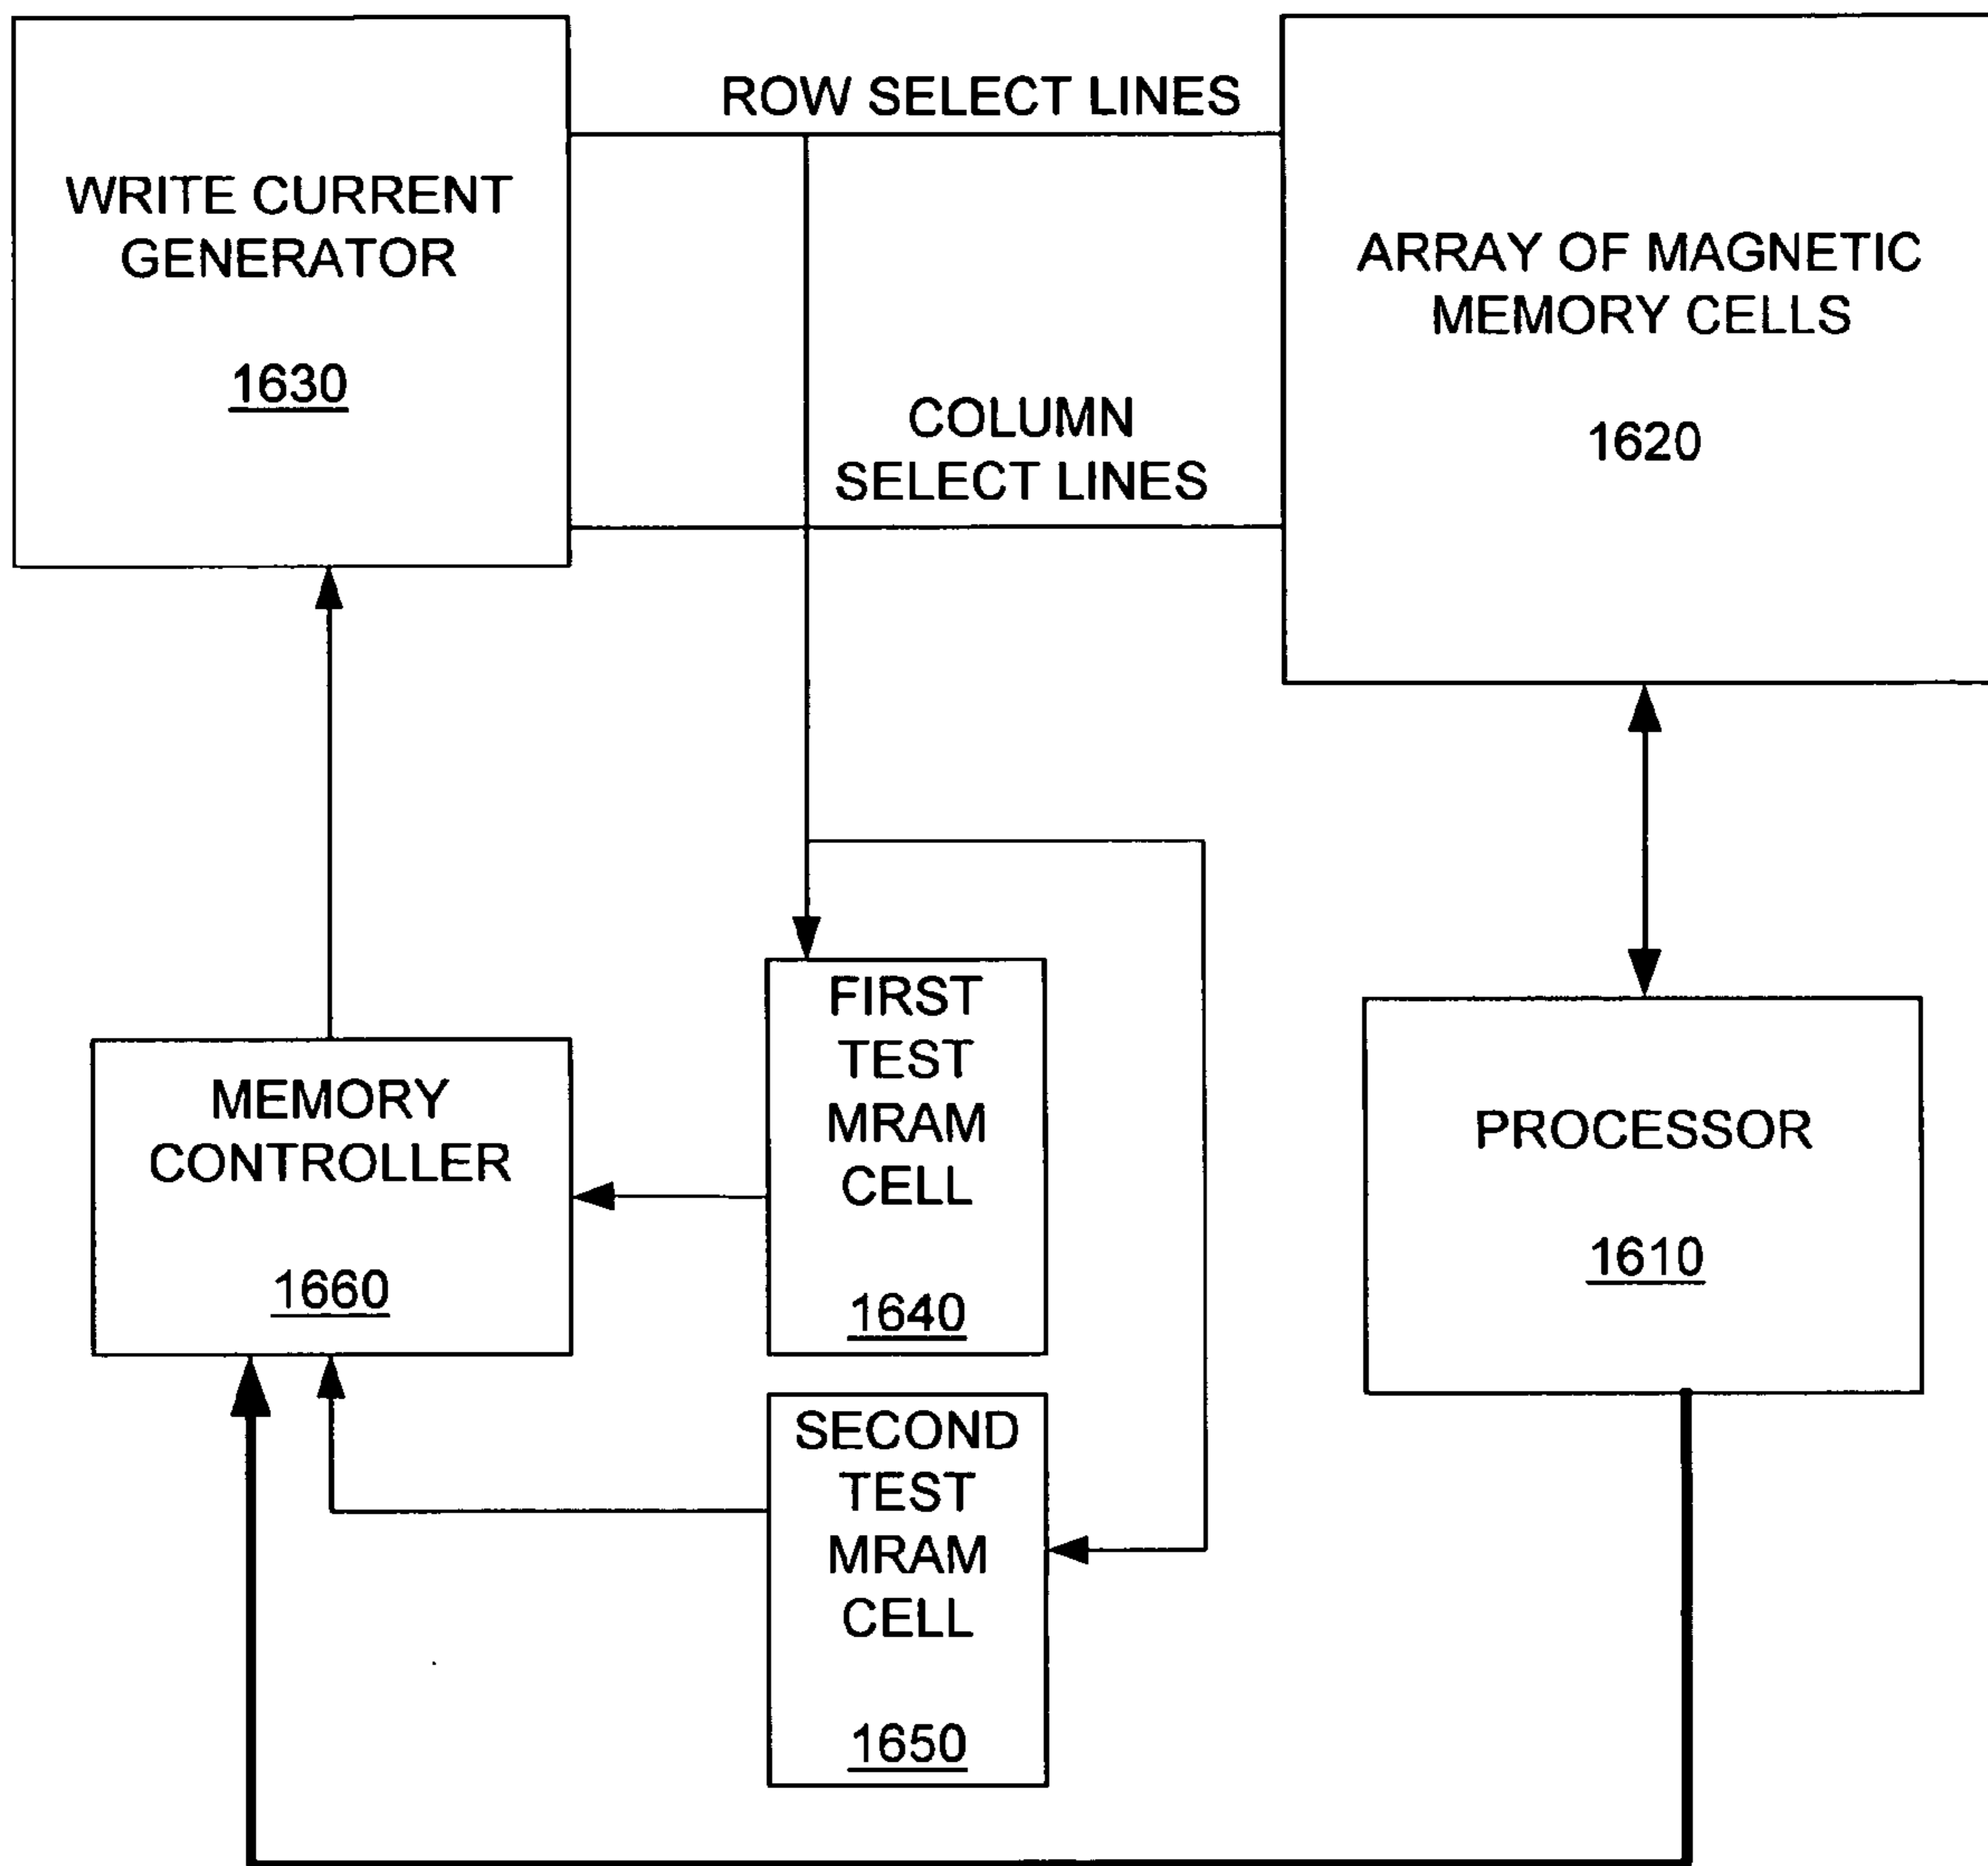 WRITE CURRENT
GENERATOR
1630
ROW SELECT LINES
COLUMN
SELECT LINES
ARRAY OF MAGNETIC
MEMORY CELLS
1620
MEMORY
CONTROLLER
1660
FIRST
TEST
MRAM
CELL
1640
SECOND
TEST
MRAM
CELL
1650
PROCESSOR
1610